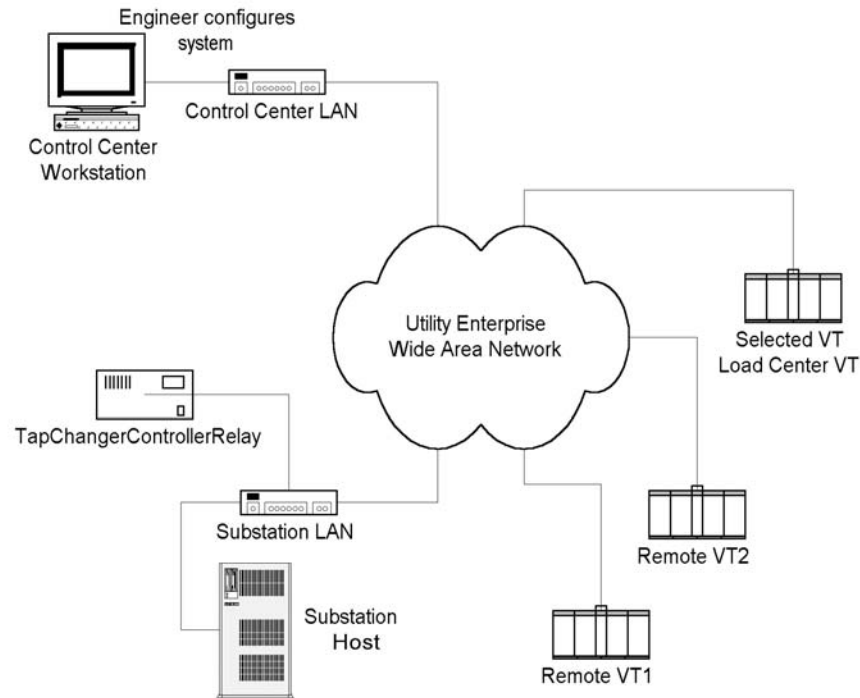 Engineer configures
system
Control Center LAN
Control Center
Workstation
Utility Enterprise
Wide Area Network
Selected VT
Load Center VT
TapChangerControllerRelay
Substation LAN
Remote VT2
Substation
Host
Remote VT1